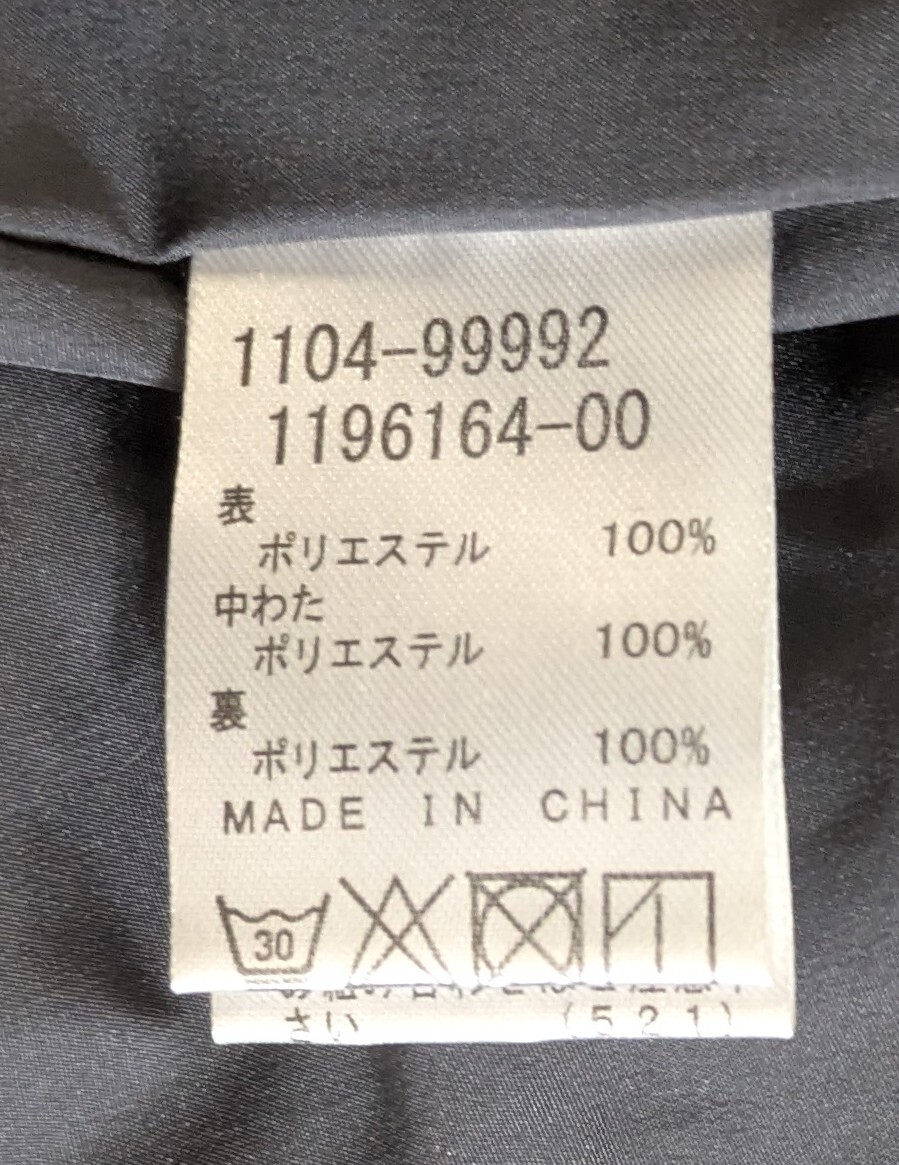 1104-99992
1196164-00
表
ポリエステル 100%
中わた
ポリエステル 100%
裏
ポリエステル 100%
MADE IN CHINA
30
さい (521)